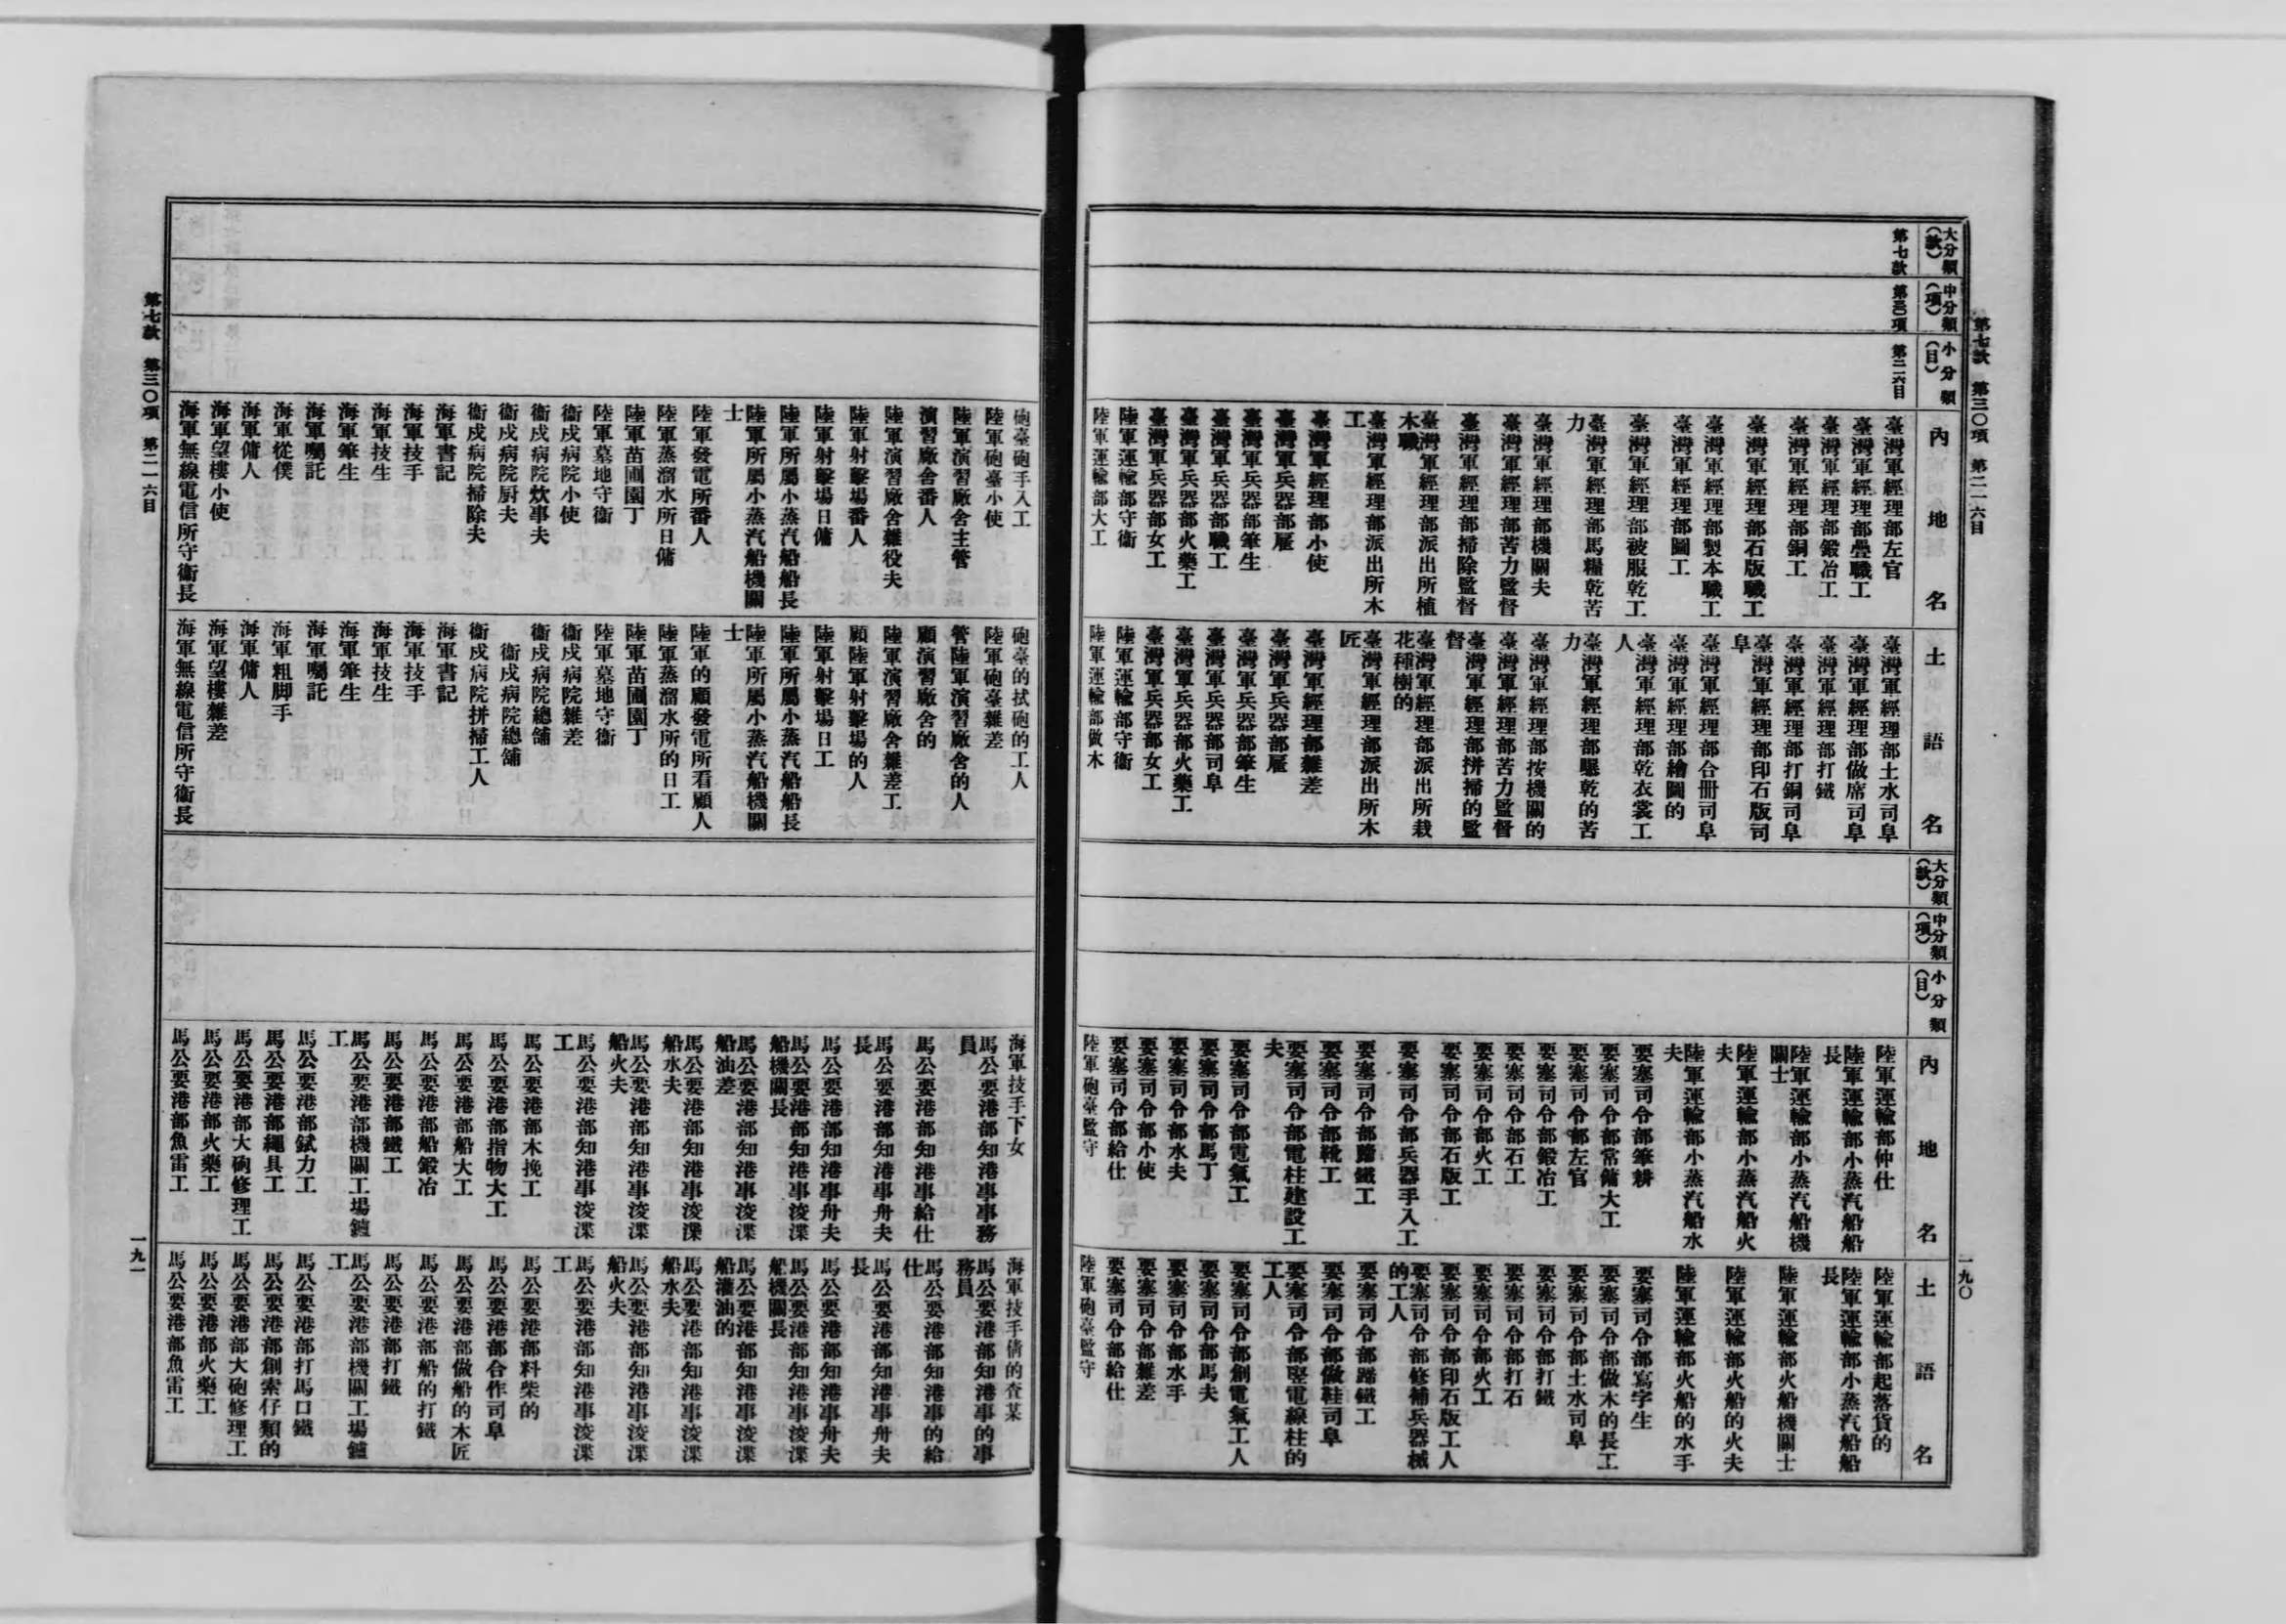 第七款　第三〇項　第二一六目
大分類（款）
中分類（項）
小分類（目）
內地名
土語名
第七款
第三〇項
第二一六目
臺灣軍經理部左官
臺灣軍經理部疊職工
臺灣軍經理部鍛冶工
臺灣軍經理部銅工
臺灣軍經理部石版職工
臺灣軍經理部製本職工
臺灣軍經理部圖工
臺灣軍經理部被服乾工
臺灣軍經理部馬糧乾苦
力
臺灣軍經理部機關夫
臺灣軍經理部苦力監督
臺灣軍經理部掃除監督
臺灣軍經理部派出所植
木職
臺灣軍經理部派出所木
工
臺灣軍經理部小使
臺灣軍兵器部雇
臺灣軍兵器部筆生
臺灣軍兵器部職工
臺灣軍兵器部火藥工
臺灣軍兵器部女工
陸軍運輸部守衞
陸軍運輸部大工
臺灣軍經理部土水司阜
臺灣軍經理部做席司阜
臺灣軍經理部打鐵
臺灣軍經理部打銅司阜
臺灣軍經理部印石版司
阜
臺灣軍經理部合册司阜
臺灣軍經理部繪圖的
臺灣軍經理部乾衣裳工
人
臺灣軍經理部曝乾的苦
力
臺灣軍經理部按機關的
臺灣軍經理部苦力監督
臺灣軍經理部拼掃的監
督
臺灣軍經理部派出所栽
花種樹的
臺灣軍經理部派出所木
匠
臺灣軍經理部雜差
臺灣軍兵器部雇
臺灣軍兵器部筆生
臺灣軍兵器部司阜
臺灣軍兵器部火藥工
臺灣軍兵器部女工
陸軍運輸部守衞
陸軍運輸部做木
大分類（款）
中分類（項）
小分類（目）
內地名
土語名
陸軍運輸部仲仕
陸軍運輸部小蒸汽船船
長
陸軍運輸部小蒸汽船機
關士
陸軍運輸部小蒸汽船火
夫
陸軍運輸部小蒸汽船水
夫
要塞司令部筆耕
要塞司令部常傭大工
要塞司令部左官
要塞司令部鍛冶工
要塞司令部石工
要塞司令部火工
要塞司令部石版工
要塞司令部兵器手入工
要塞司令部蹄鐵工
要塞司令部靴工
要塞司令部電柱建設工
夫
要塞司令部電氣工
要塞司令部馬丁
要塞司令部水夫
要塞司令部小使
要塞司令部給仕
陸軍砲臺監守
陸軍運輸部起落貨的
陸軍運輸部小蒸汽船船
長
陸軍運輸部火船機關士
陸軍運輸部火船的火夫
陸軍運輸部火船的水手
要塞司令部寫字生
要塞司令部做木的長工
要塞司令部土水司阜
要塞司令部打鐵
要塞司令部打石
要塞司令部火工
要塞司令部印石版工人
要塞司令部修補兵器械
的工人
要塞司令部蹄鐵工
要塞司令部做鞋司阜
要塞司令部竪電線柱的
工人
要塞司令部創電氣工人
要塞司令部馬夫
要塞司令部水手
要塞司令部雜差
要塞司令部給仕
陸軍砲臺監守
一九〇
砲臺砲手入工
陸軍砲臺小使
陸軍演習廠舍主管
演習廠舍番人
陸軍演習廠舍雜役夫
陸軍射擊場番人
陸軍射擊場日傭
陸軍所屬小蒸汽船船長
陸軍所屬小蒸汽船機關
士
陸軍發電所番人
陸軍蒸溜水所日傭
陸軍苗圃園丁
陸軍墓地守衞
衞戍病院小使
衞戍病院炊事夫
衞戍病院厨夫
衞戍病院掃除夫
海軍書記
海軍技手
海軍技生
海軍筆生
海軍囑託
海軍從僕
海軍傭人
海軍望樓小使
海軍無線電信所守衞長
砲臺的拭砲的工人
陸軍砲臺雜差
管陸軍演習廠舍的人
顧演習廠舍的
陸軍演習廠舍雜差工
顧陸軍射擊場的人
陸軍射擊場日工
陸軍所屬小蒸汽船船長
陸軍所屬小蒸汽船機關
士
陸軍的顧發電所看顧人
陸軍蒸溜水所的日工
陸軍苗圃園丁
陸軍墓地守衞
衞戍病院雜差
衞戍病院總舖
衞戍病院總舖
衞戍病院拼掃工人
海軍書記
海軍技手
海軍技生
海軍筆生
海軍囑託
海軍粗脚手
海軍傭人
海軍望樓雜差
海軍無線電信所守衞長
海軍技手下女
馬公要港部知港事事務
員
馬公要港部知港事給仕
馬公要港部知港事舟夫
長
馬公要港部知港事舟夫
馬公要港部知港事浚渫
船機關長
馬公要港部知港事浚渫
船油差
馬公要港部知港事浚渫
船水夫
馬公要港部知港事浚渫
船火夫
馬公要港部知港事浚渫
工
馬公要港部木挽工
馬公要港部指物大工
馬公要港部船大工
馬公要港部船鍛冶
馬公要港部鐵工
馬公要港部機關工場鑪
工
馬公要港部錻力工
馬公要港部繩具工
馬公要港部大砲修理工
馬公要港部火藥工
馬公要港部魚雷工
海軍技手倩的查某
馬公要港部知港事的事
務員
馬公要港部知港事的給
仕
馬公要港部知港事舟夫
長
馬公要港部知港事舟夫
馬公要港部知港事浚渫
船機關長
馬公要港部知港事浚渫
船灌油的
馬公要港部知港事浚渫
船水夫
馬公要港部知港事浚渫
船火夫
馬公要港部知港事浚渫
工
馬公要港部料柴的
馬公要港部合作司阜
馬公要港部做船的木匠
馬公要港部船的打鐵
馬公要港部打鐵
馬公要港部機關工場鑪
工
馬公要港部打馬口鐵
馬公要港部創索仔類的
馬公要港部大砲修理工
馬公要港部火藥工
馬公要港部魚雷工
第七款　第三〇項　第二一六目
一九一